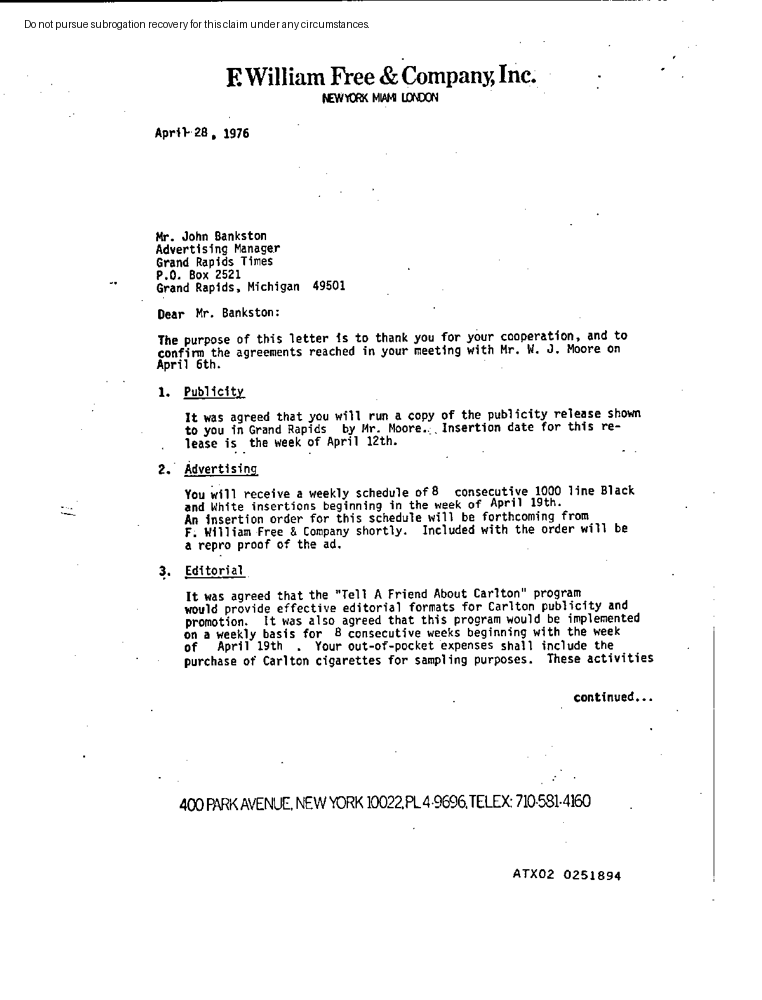 Do not pursue subrogation recovery for this claim under any circumstances.
F. William Free & Company, Inc.
NEW YORK MIAMI LONDON
April 28, 1976
Mr. John Bankston
Advertising Manager
Grand Rapids Times
P.O. Box 2521
Grand Rapids, Michigan 49501
Dear Mr. Bankston:
The purpose of this letter is to thank you for your cooperation, and to
confirm the agreements reached in your meeting with Mr. W. J. Moore on
April 6th.
1. Publicity
It was agreed that you will run a copy of the publicity release shown
to you in Grand Rapids by Mr. Moore. Insertion date for this re-
lease is the week of April 12th.
2. Advertising
You will receive a weekly schedule of 8 consecutive 1000 line Black
and White insertions beginning in the week of April 19th.
An insertion order for this schedule will be forthcoming from
F. William Free & Company shortly. Included with the order will be
a repro proof of the ad.
3. Editorial
It was agreed that the "Tell A Friend About Carlton" program
would provide effective editorial formats for Carlton publicity and
promotion. It was also agreed that this program would be implemented
on a weekly basis for 8 consecutive weeks beginning with the week
of April 19th . Your out-of-pocket expenses shall include the
purchase of Carlton cigarettes for sampling purposes. These activities
continued...
400 PARK AVENUE, NEW YORK 10022, PL 4-9696, TELEX: 710-581-4160
ATX02 0251894